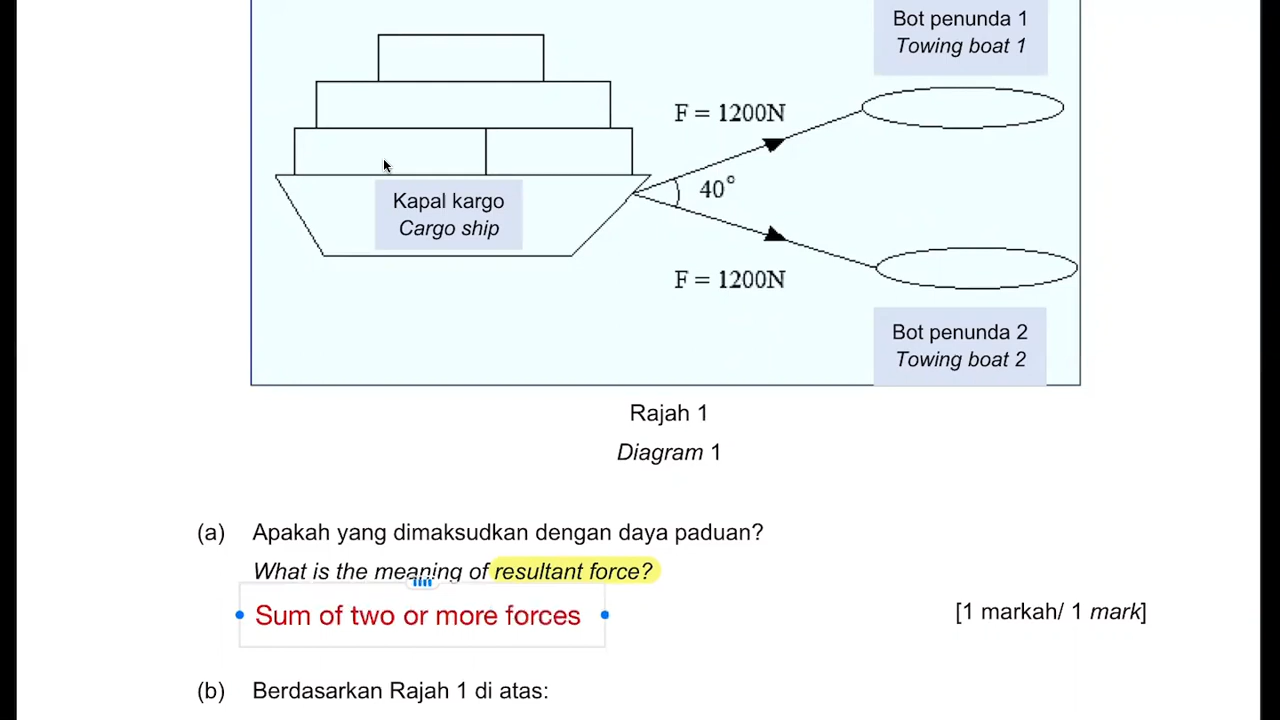 Bot penunda 1
Towing boat 1
F = 1200N
40°
Kapal kargo
Cargo ship
F = 1200N
Bot penunda 2
Towing boat 2
Rajah 1
Diagram 1
(a) Apakah yang dimaksudkan dengan daya paduan?
What is the meaning of resultant force?
Sum of two or more forces
[1 markah/ 1 mark]
(b) Berdasarkan Rajah 1 di atas: